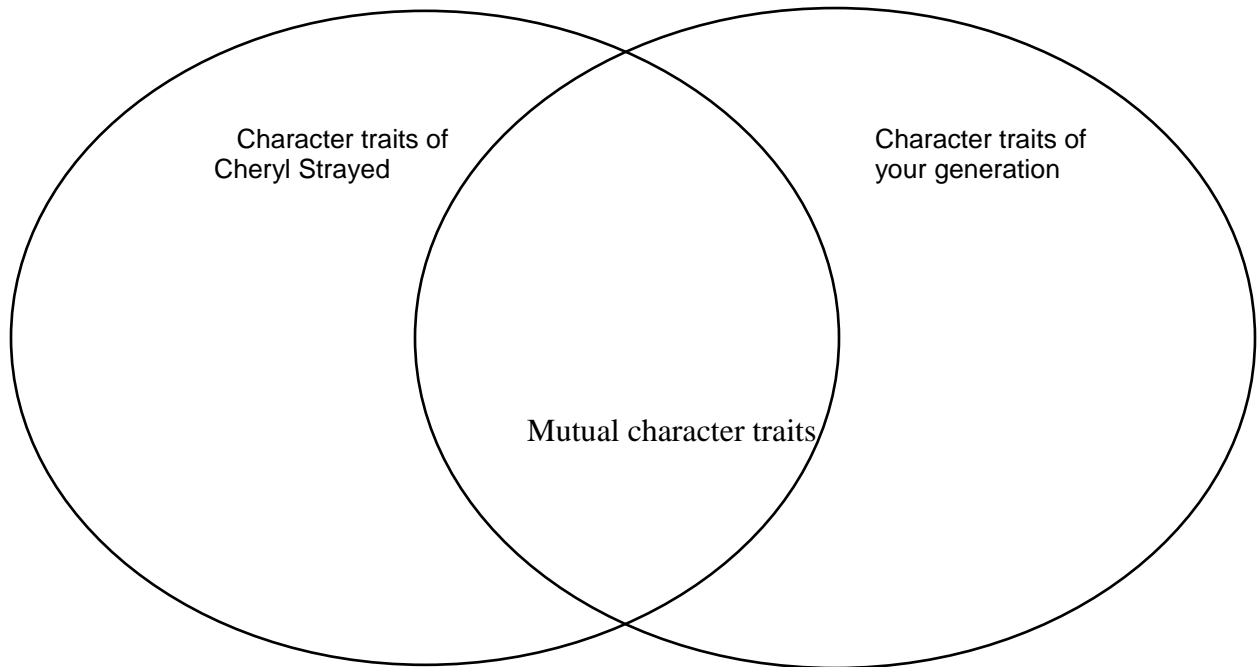 Character traits of
Cheryl Strayed
Character traits of
your generation
Mutual character traits